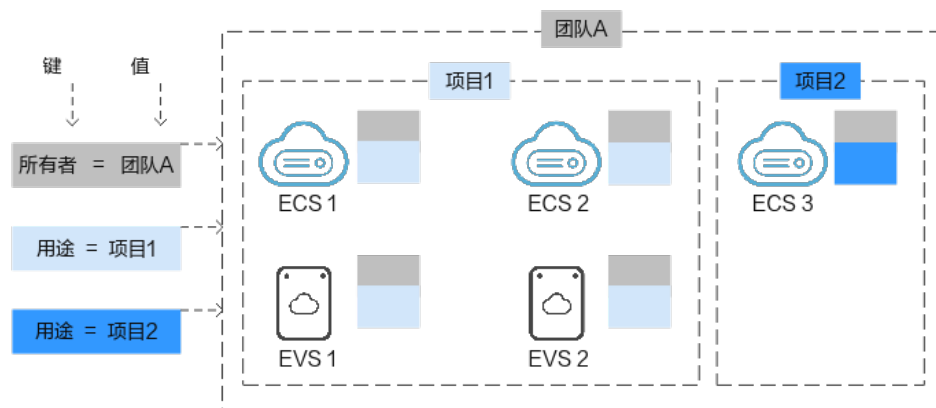 团队A
键 值
项目1 项目2
所有者 = 团队A
ECS 1 ECS 2 ECS 3
用途 = 项目1
用途 = 项目2
EVS 1 EVS 2